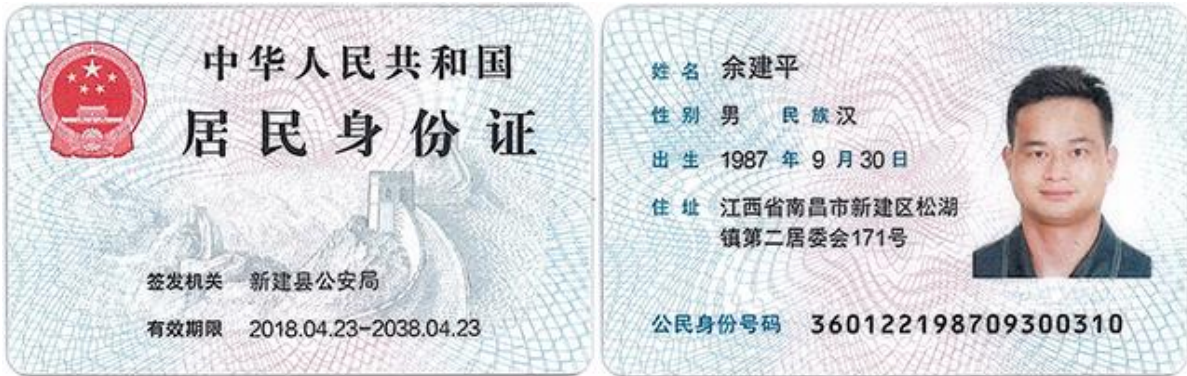 中华人民共和国
居民身份证
签发机关 新建县公安局
有效期限 2018.04.23-2038.04.23
姓名 余建平
性别 男 民族 汉
出生 1987 年 9 月 30 日
住址 江西省南昌市新建区松湖
镇第二居委会171号
公民身份号码 360122198709300310